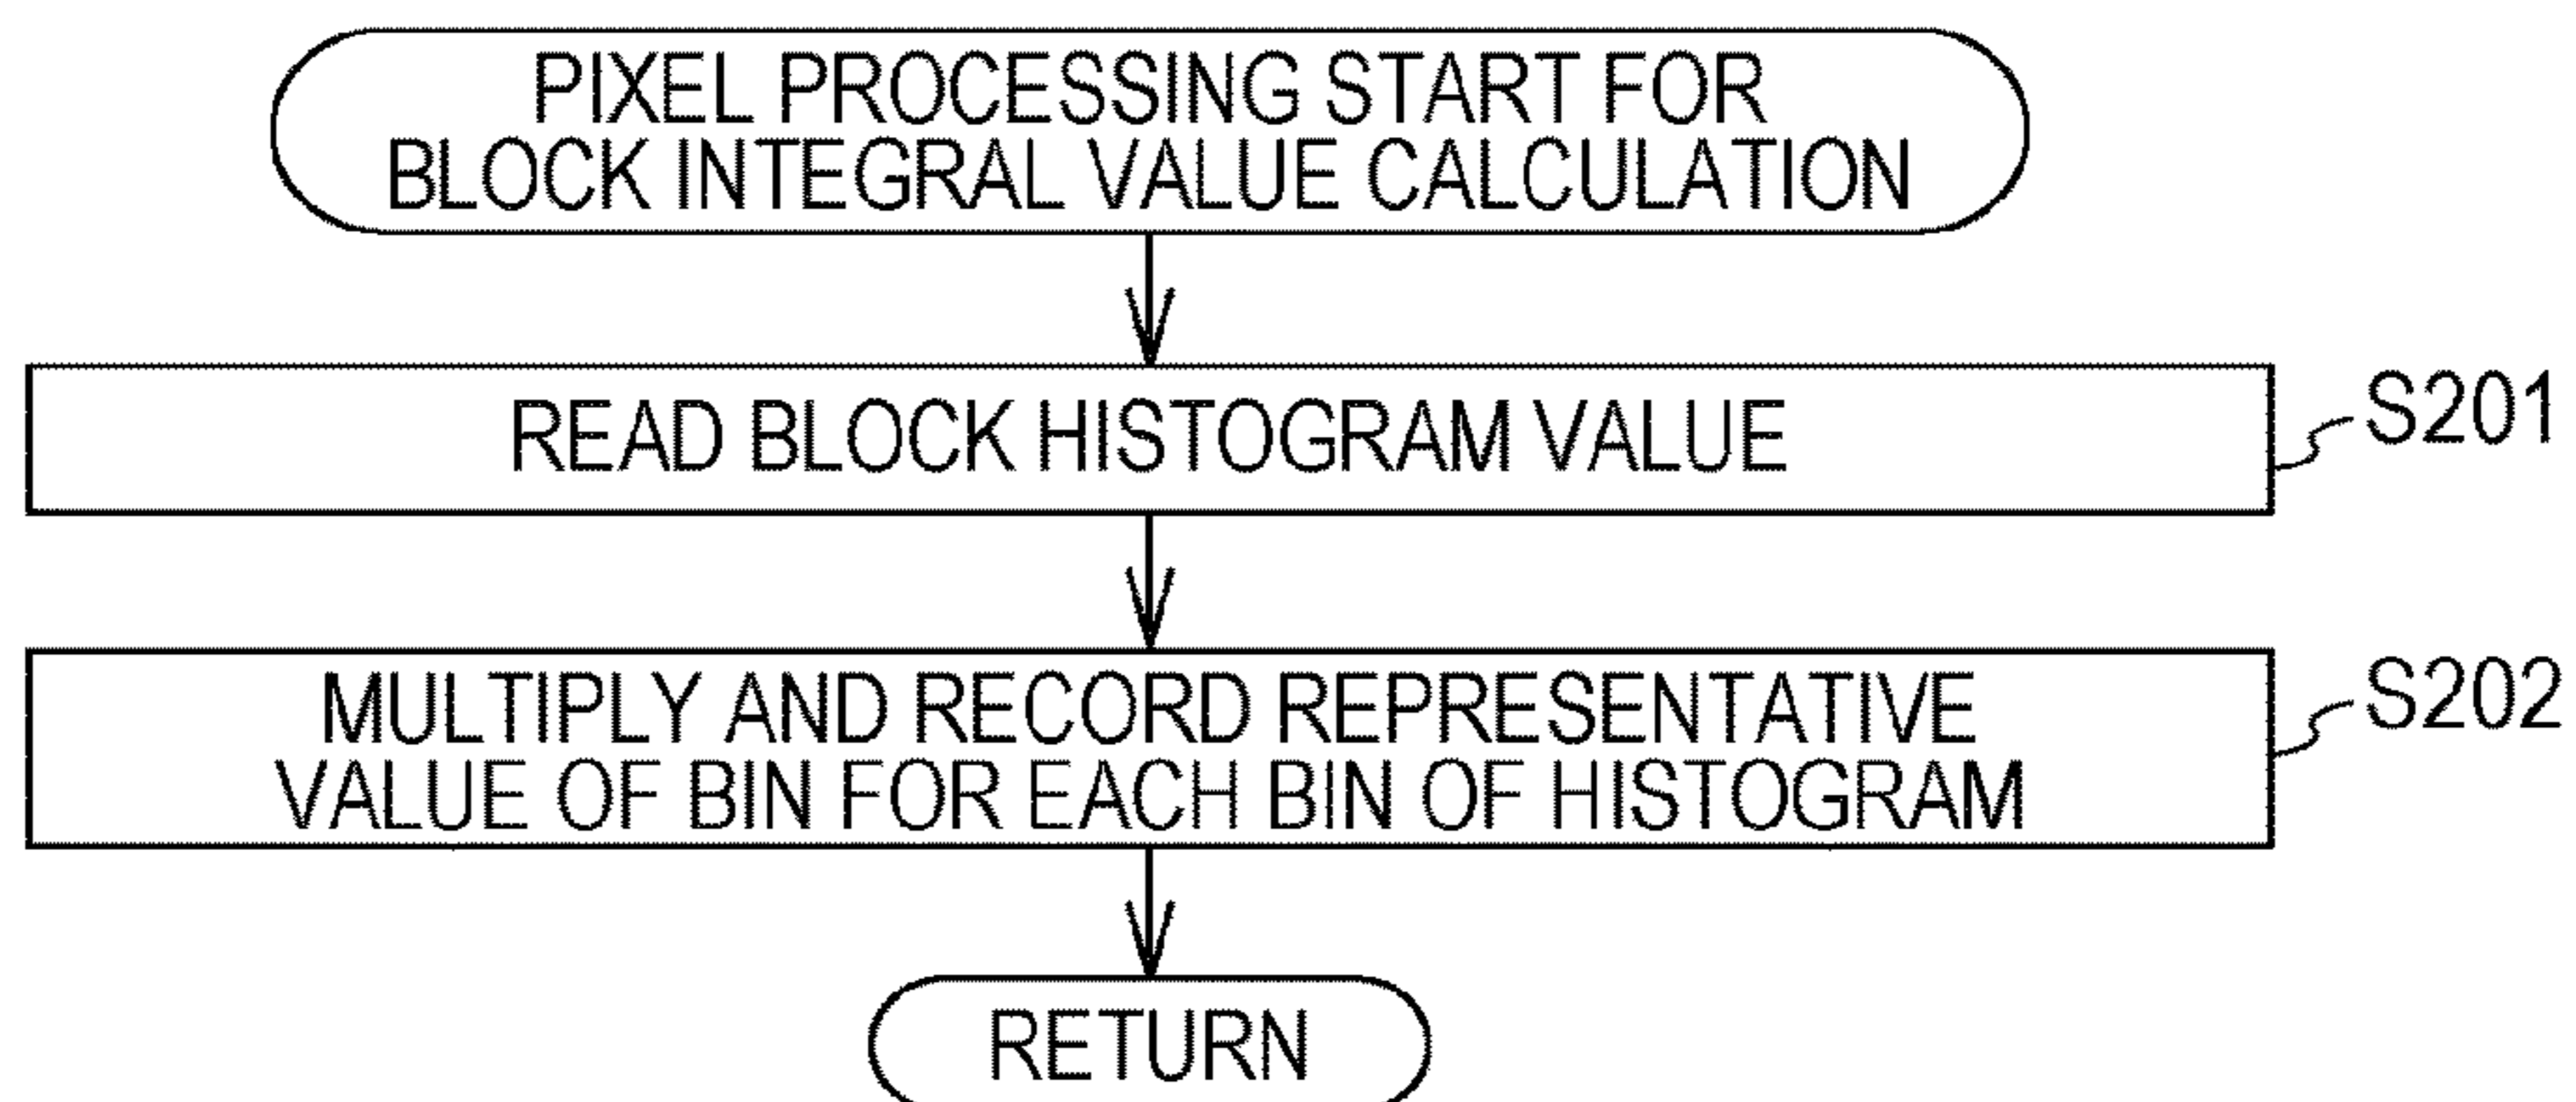 PIXEL PROCESSING START FOR
BLOCK INTEGRAL VALUE CALCULATION
READ BLOCK HISTOGRAM VALUE
S201
MULTIPLY AND RECORD REPRESENTATIVE
VALUE OF BIN FOR EACH BIN OF HISTOGRAM
S202
RETURN